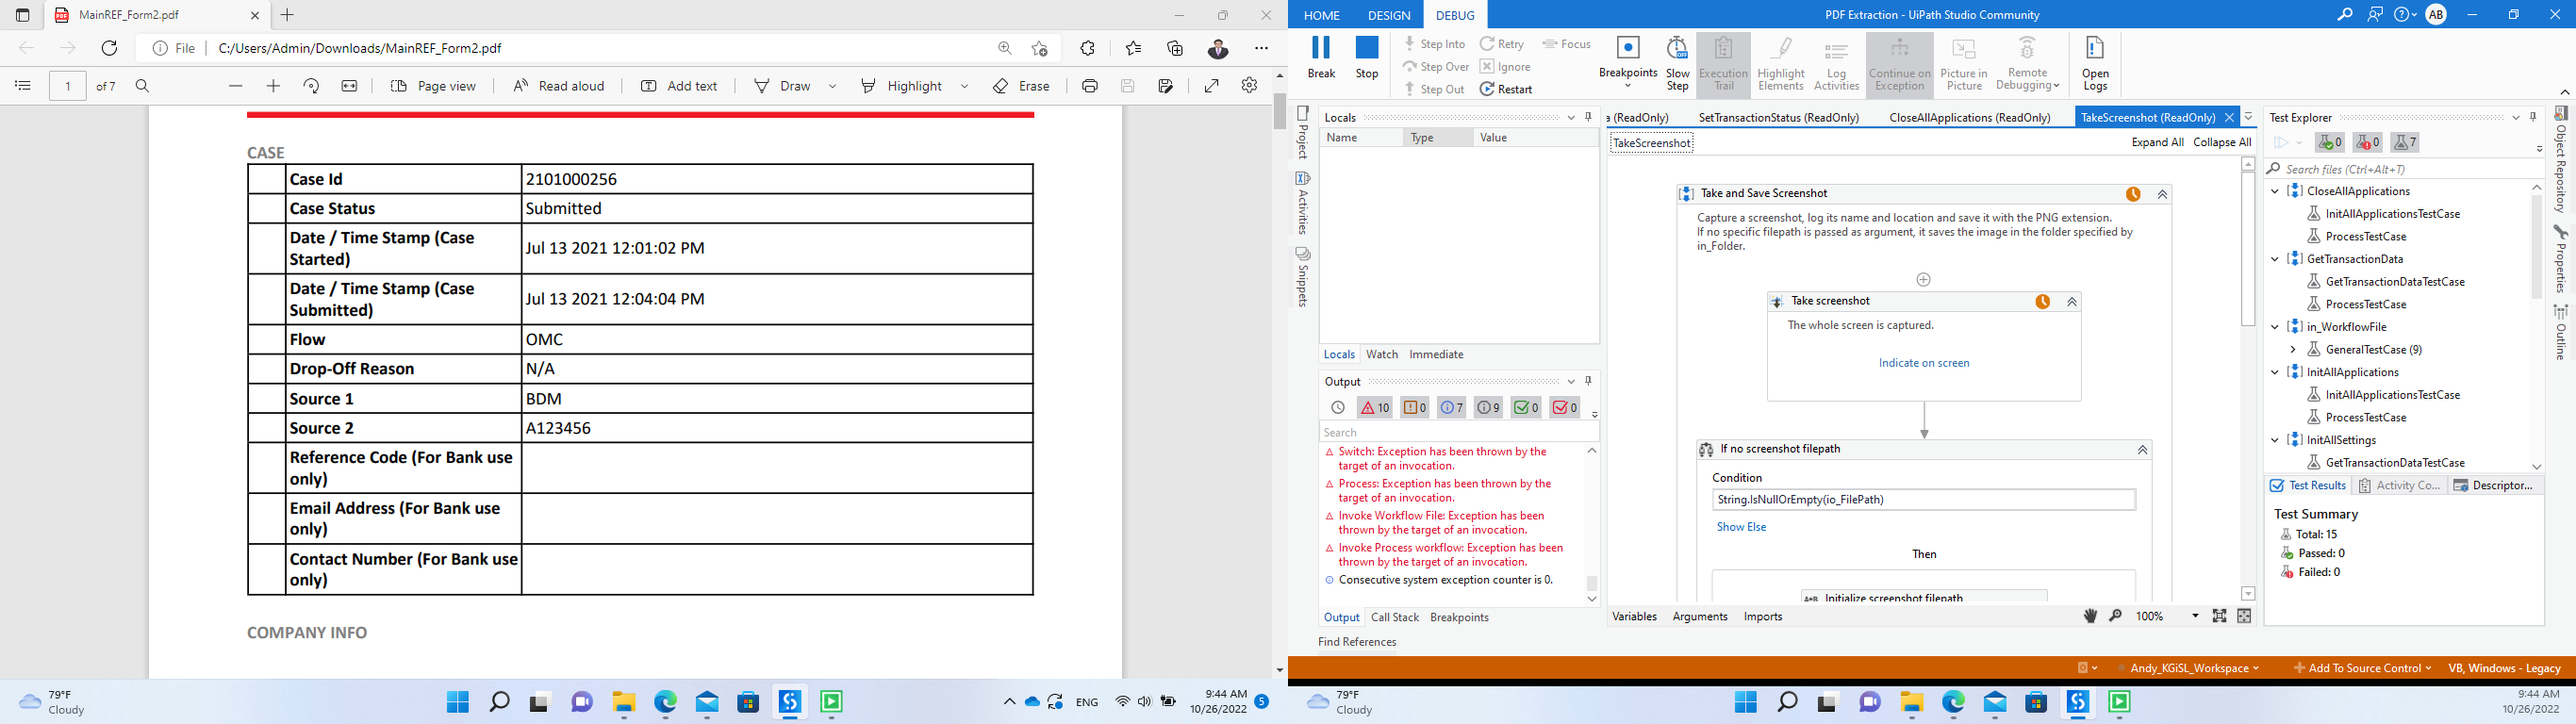 MainREF_Form2.pdf
File C:/Users/Admin/Downloads/MainREF_Form2.pdf
1 of 7
Page view
Read aloud
Add text
Draw
Highlight
Erase
CASE
Case Id 2101000256
Case Status Submitted
Date / Time Stamp (Case
Started) Jul 13 2021 12:01:02 PM
Date / Time Stamp (Case
Submitted) Jul 13 2021 12:04:04 PM
Flow OMC
Drop-Off Reason N/A
Source 1 BDM
Source 2 A123456
Reference Code (For Bank use
only)
Email Address (For Bank use
only)
Contact Number (For Bank use
only)
COMPANY INFO
79°F
Cloudy
ENG
9:44 AM
10/26/2022
5
HOME DESIGN DEBUG
PDF Extraction - UiPath Studio Community
AB
Break
Stop
Step Into
Step Over
Step Out
Retry
Ignore
Restart
Focus
Breakpoints
Slow
Step
Execution
Trail
Highlight
Elements
Log
Activities
Continue on
Exception
Picture in
Picture
Remote
Debugging
Open
Logs
Project
Activities
Snippets
Locals
Name Type Value
Locals Watch Immediate
Output
10 0 7 9 0 0
Search
Switch: Exception has been thrown by the
target of an invocation.
Process: Exception has been thrown by the
target of an invocation.
Invoke Workflow File: Exception has been
thrown by the target of an invocation.
Invoke Process workflow: Exception has been
thrown by the target of an invocation.
Consecutive system exception counter is 0.
Output Call Stack Breakpoints
Find References
a (ReadOnly) SetTransactionStatus (ReadOnly) CloseAllApplications (ReadOnly) TakeScreenshot (ReadOnly)
TakeScreenshot
Expand All Collapse All
Take and Save Screenshot
Capture a screenshot, log its name and location and save it with the PNG extension.
If no specific filepath is passed as argument, it saves the image in the folder specified by
in_Folder.
Take screenshot
The whole screen is captured.
Indicate on screen
If no screenshot filepath
Condition
String.IsNullOrEmpty(io_FilePath)
Show Else
Then
A+B Initialize screenshot filepath
Variables Arguments Imports
100%
Test Explorer
0 0 7
Search files (Ctrl+Alt+T)
CloseAllApplications
InitAllApplicationsTestCase
ProcessTestCase
GetTransactionData
GetTransactionDataTestCase
ProcessTestCase
in_WorkflowFile
GeneralTestCase (9)
InitAllApplications
InitAllApplicationsTestCase
ProcessTestCase
InitAllSettings
GetTransactionDataTestCase
Test Results Activity Co... Descriptor...
Test Summary
Total: 15
Passed: 0
Failed: 0
Object Repository
Properties
Outline
Andy_KGiSL_Workspace
Add To Source Control
VB, Windows - Legacy
79°F
Cloudy
9:44 AM
10/26/2022